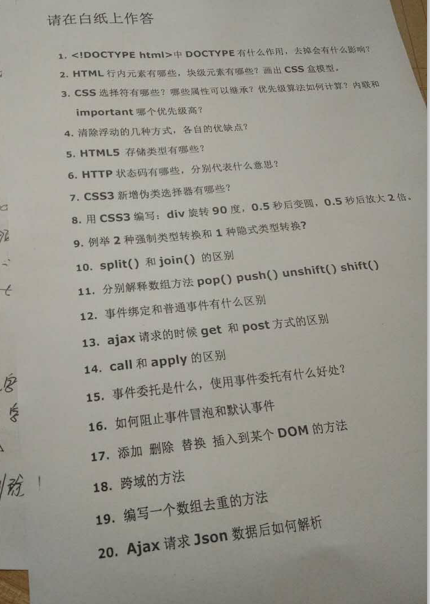 请在白纸上作答
1. <!DOCTYPE html>中 DOCTYPE 有什么作用，去掉会有什么影响？
2. HTML 行内元素有哪些，块级元素有哪些？画出 CSS 盒模型。
3. CSS 选择符有哪些？哪些属性可以继承？优先级算法如何计算？内联和
important 哪个优先级高？
4. 清除浮动的几种方式，各自的优缺点？
5. HTML5 存储类型有哪些？
6. HTTP 状态码有哪些，分别代表什么意思？
7. CSS3 新增伪类选择器有哪些？
8. 用 CSS3 编写：div 旋转 90 度，0.5 秒后变圆，0.5 秒后放大 2 倍。
9. 例举 2 种强制类型转换和 1 种隐式类型转换?
10. split() 和 join() 的区别
11. 分别解释数组方法 pop() push() unshift() shift()
12. 事件绑定和普通事件有什么区别
13. ajax 请求的时候 get 和 post 方式的区别
14. call 和 apply 的区别
15. 事件委托是什么，使用事件委托有什么好处？
16. 如何阻止事件冒泡和默认事件
17. 添加 删除 替换 插入到某个 DOM 的方法
18. 跨域的方法
19. 编写一个数组去重的方法
20. Ajax 请求 Json 数据后如何解析